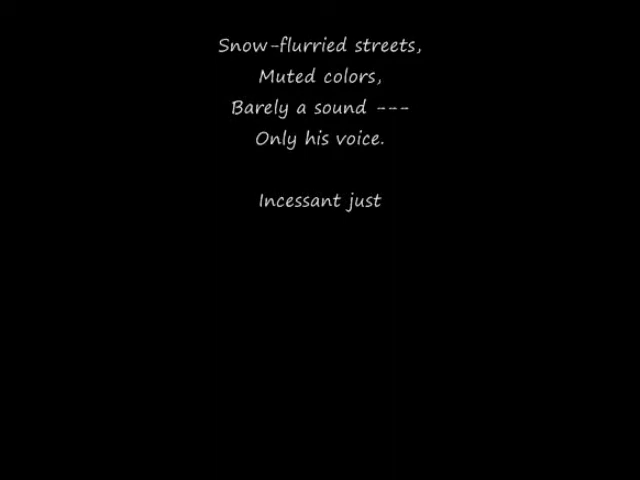 Snow-flurried streets,
Muted colors,
Barely a sound ---
Only his voice.
Incessant just